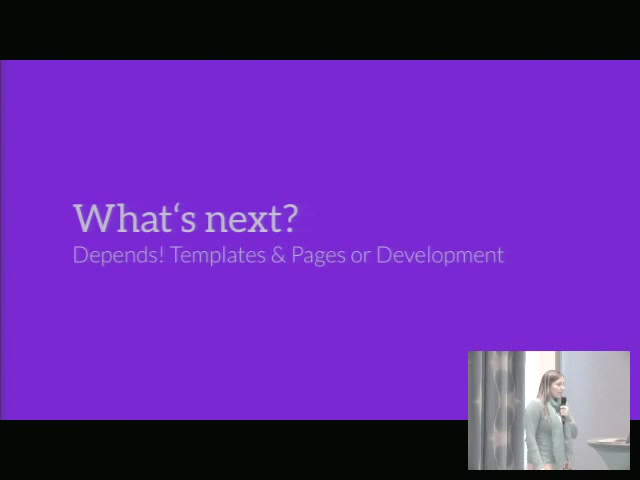 What‘s next?
Depends! Templates & Pages or Development